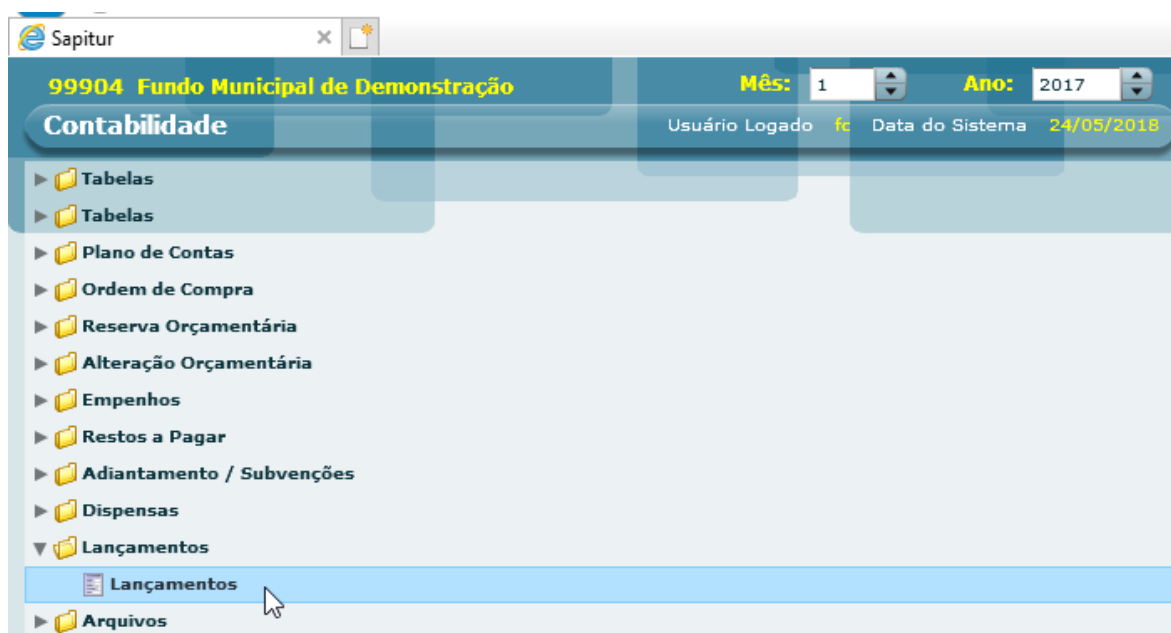 Sapitur
99904 Fundo Municipal de Demonstração Mês: 1 Ano: 2017
Contabilidade Usuário Logado fc Data do Sistema 24/05/2018
Tabelas
Tabelas
Plano de Contas
Ordem de Compra
Reserva Orçamentária
Alteração Orçamentária
Empenhos
Restos a Pagar
Adiantamento / Subvenções
Dispensas
Lançamentos
Lançamentos
Arquivos